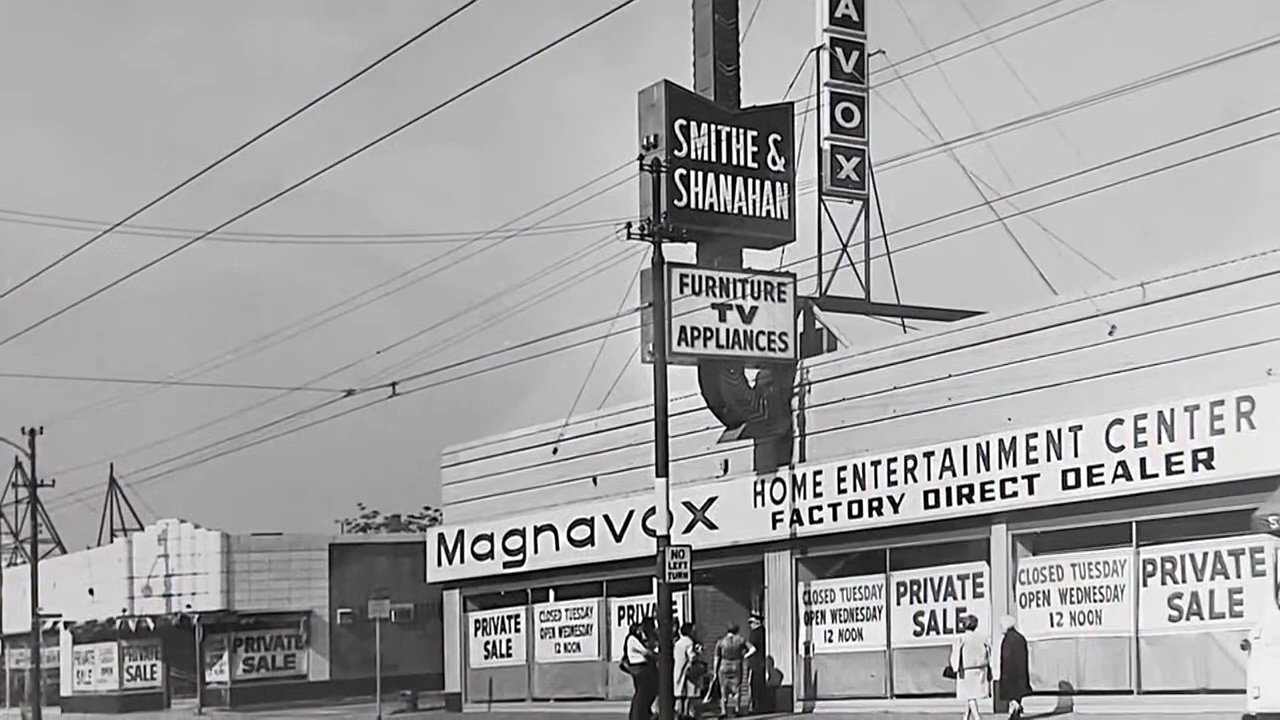 AVOX
SMITHE &
SHANAHAN
FURNITURE
TV
APPLIANCES
Magnavox
HOME ENTERTAINMENT CENTER
FACTORY DIRECT DEALER
NO
LEFT
TURN
PRIVATE
SALE
CLOSED TUESDAY
OPEN WEDNESDAY
12 NOON
PRIVATE
CLOSED TUESDAY
OPEN WEDNESDAY
12 NOON
PRIVATE
SALE
CLOSED TUESDAY
OPEN WEDNESDAY
12 NOON
PRIVATE
SALE
PRIVATE
SALE
PRIVATE
SALE
PRIVATE
SALE